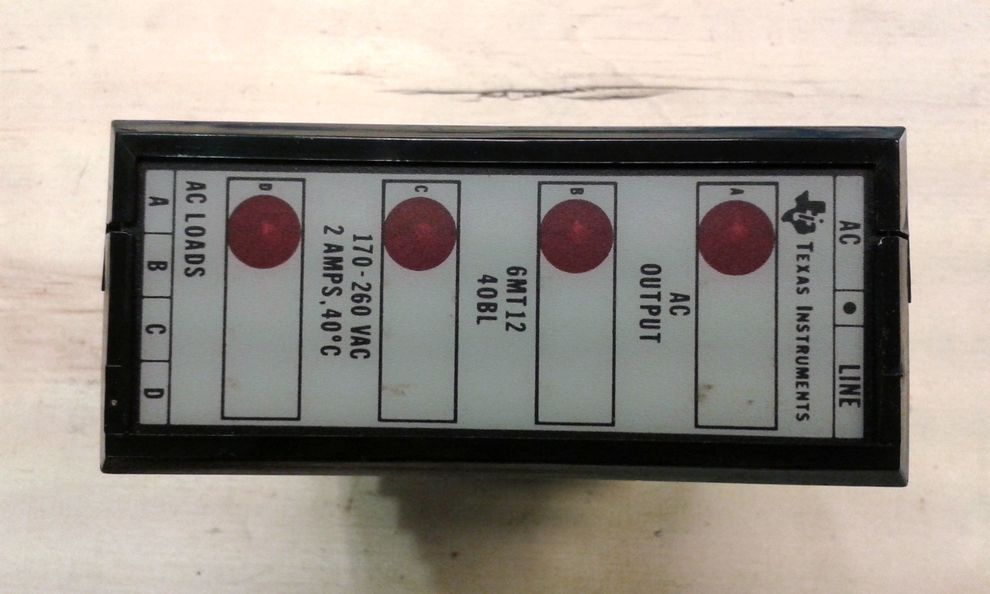 AC ● LINE
TEXAS INSTRUMENTS
A
AC
OUTPUT
B
6MT12
40BL
C
170-260 VAC
2 AMPS, 40°C
D
AC LOADS
A B C D